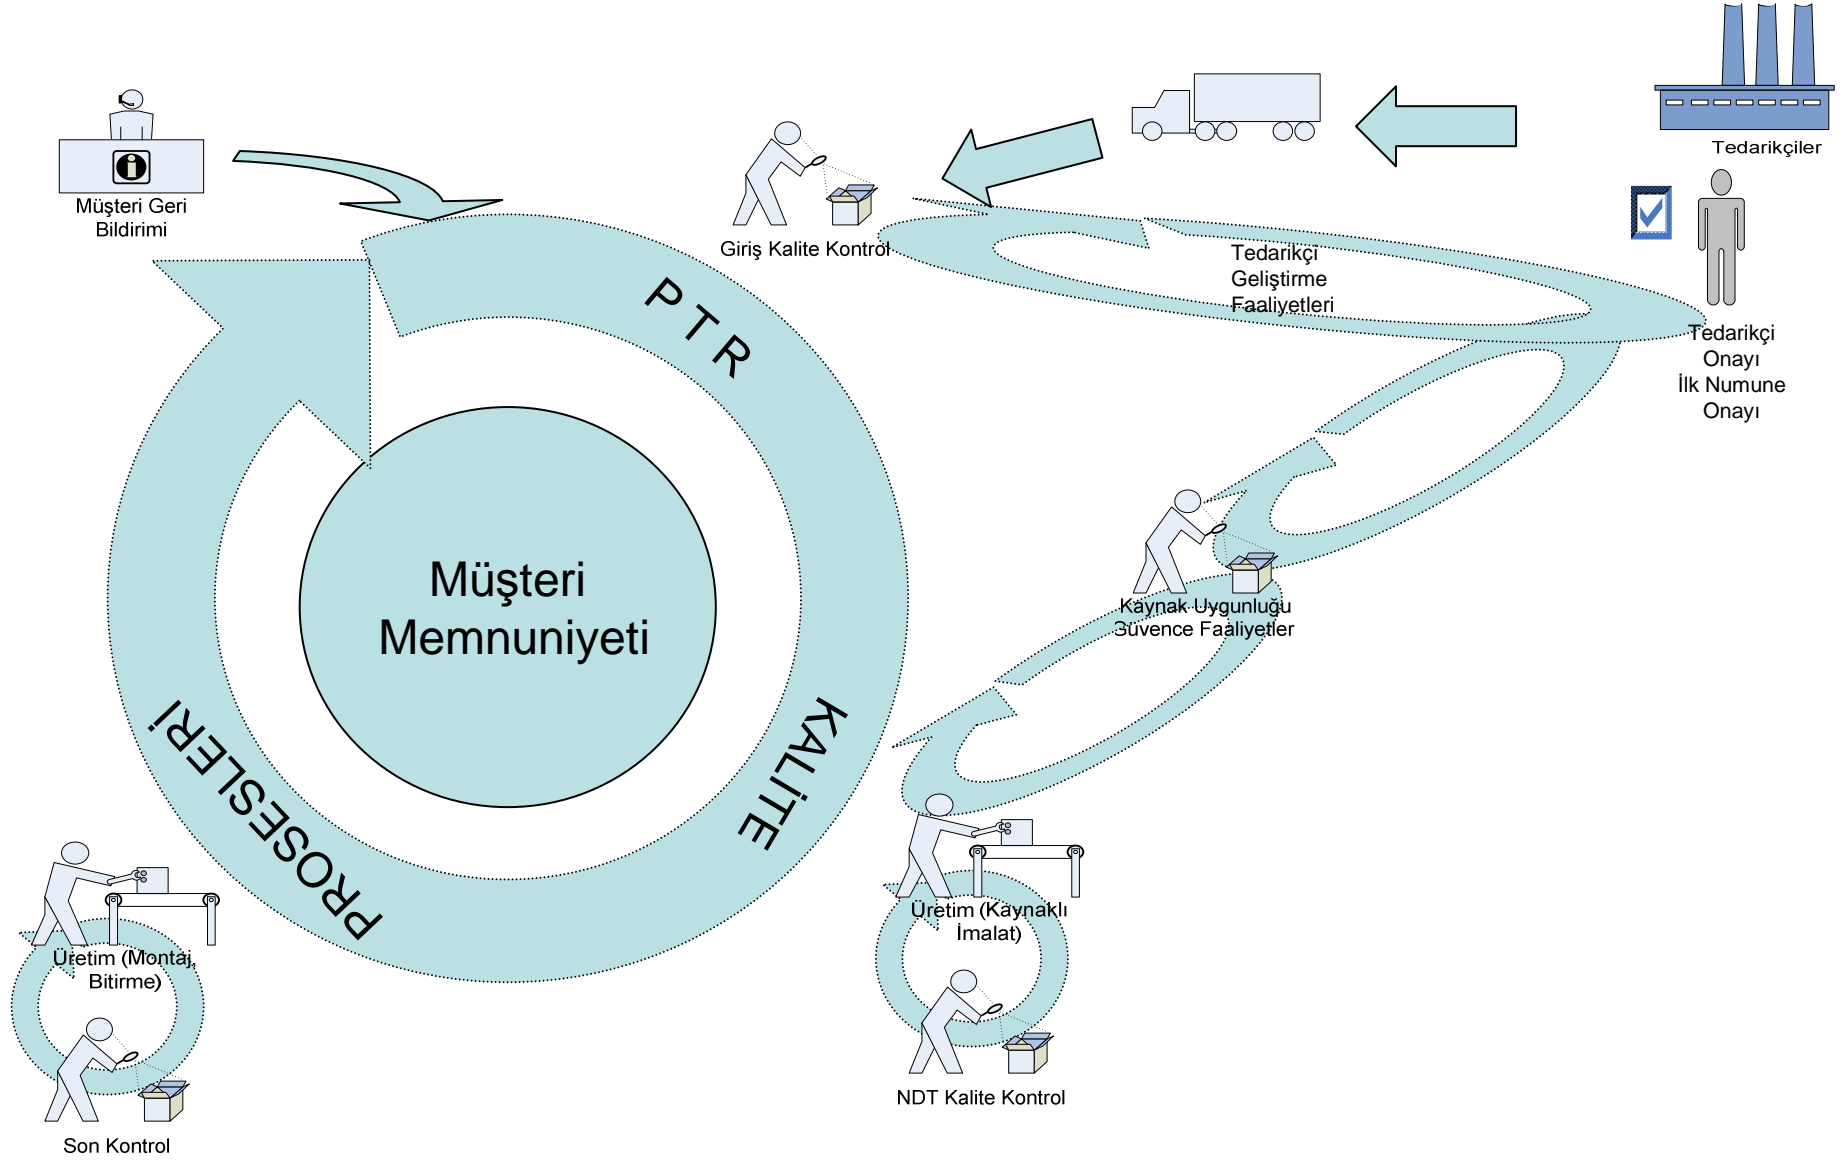 Tedarikçiler
Müşteri Geri
Bildirimi
Giriş Kalite Kontrol
Tedarikçi
Geliştirme
Faaliyetleri
Tedarikçi
Onayı
İlk Numune
Onayı
P T R
KALİTE
PROSESLERİ
Müşteri
Memnuniyeti
Kaynak Uygunluğu
Güvence Faaliyetler
Üretim (Kaynaklı
İmalat)
NDT Kalite Kontrol
Üretim (Montaj,
Bitirme)
Son Kontrol